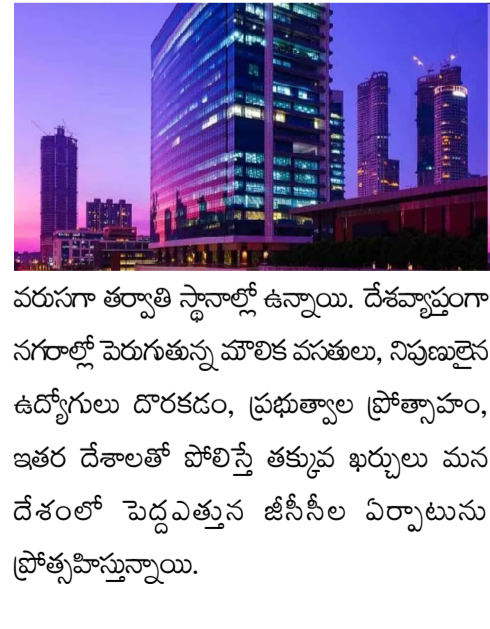 వరుసగా తర్వాతి స్థానాల్లో ఉన్నాయి. దేశవ్యాప్తంగా
నగరాల్లో పెరుగుతున్న మౌలిక వసతులు, నిపుణులైన
ఉద్యోగులు దొరకడం, ప్రభుత్వాల ప్రోత్సాహం,
ఇతర దేశాలతో పోలిస్తే తక్కువ ఖర్చులు మన
దేశంలో పెద్దఎత్తున జీసీసీల ఏర్పాటును
ప్రోత్సహిస్తున్నాయి.